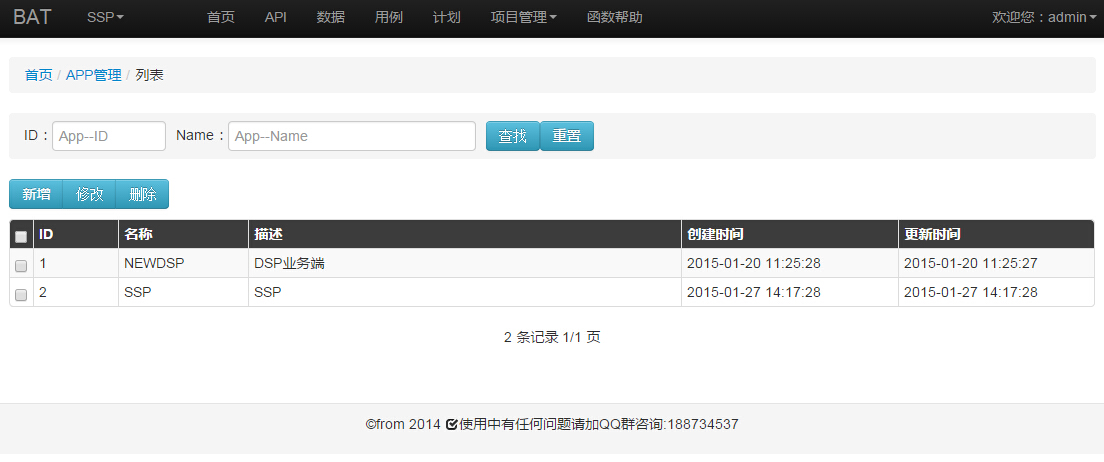 BAT SSP 首页 API 数据 用例 计划 项目管理 函数帮助 欢迎您：admin
首页 / APP管理 / 列表
ID： App--ID Name： App--Name 查找 重置
新增 修改 删除
ID 名称 描述 创建时间 更新时间
1 NEWDSP DSP业务端 2015-01-20 11:25:28 2015-01-20 11:25:27
2 SSP SSP 2015-01-27 14:17:28 2015-01-27 14:17:28
2 条记录 1/1 页
©from 2014 使用中有任何问题请加QQ群咨询:188734537